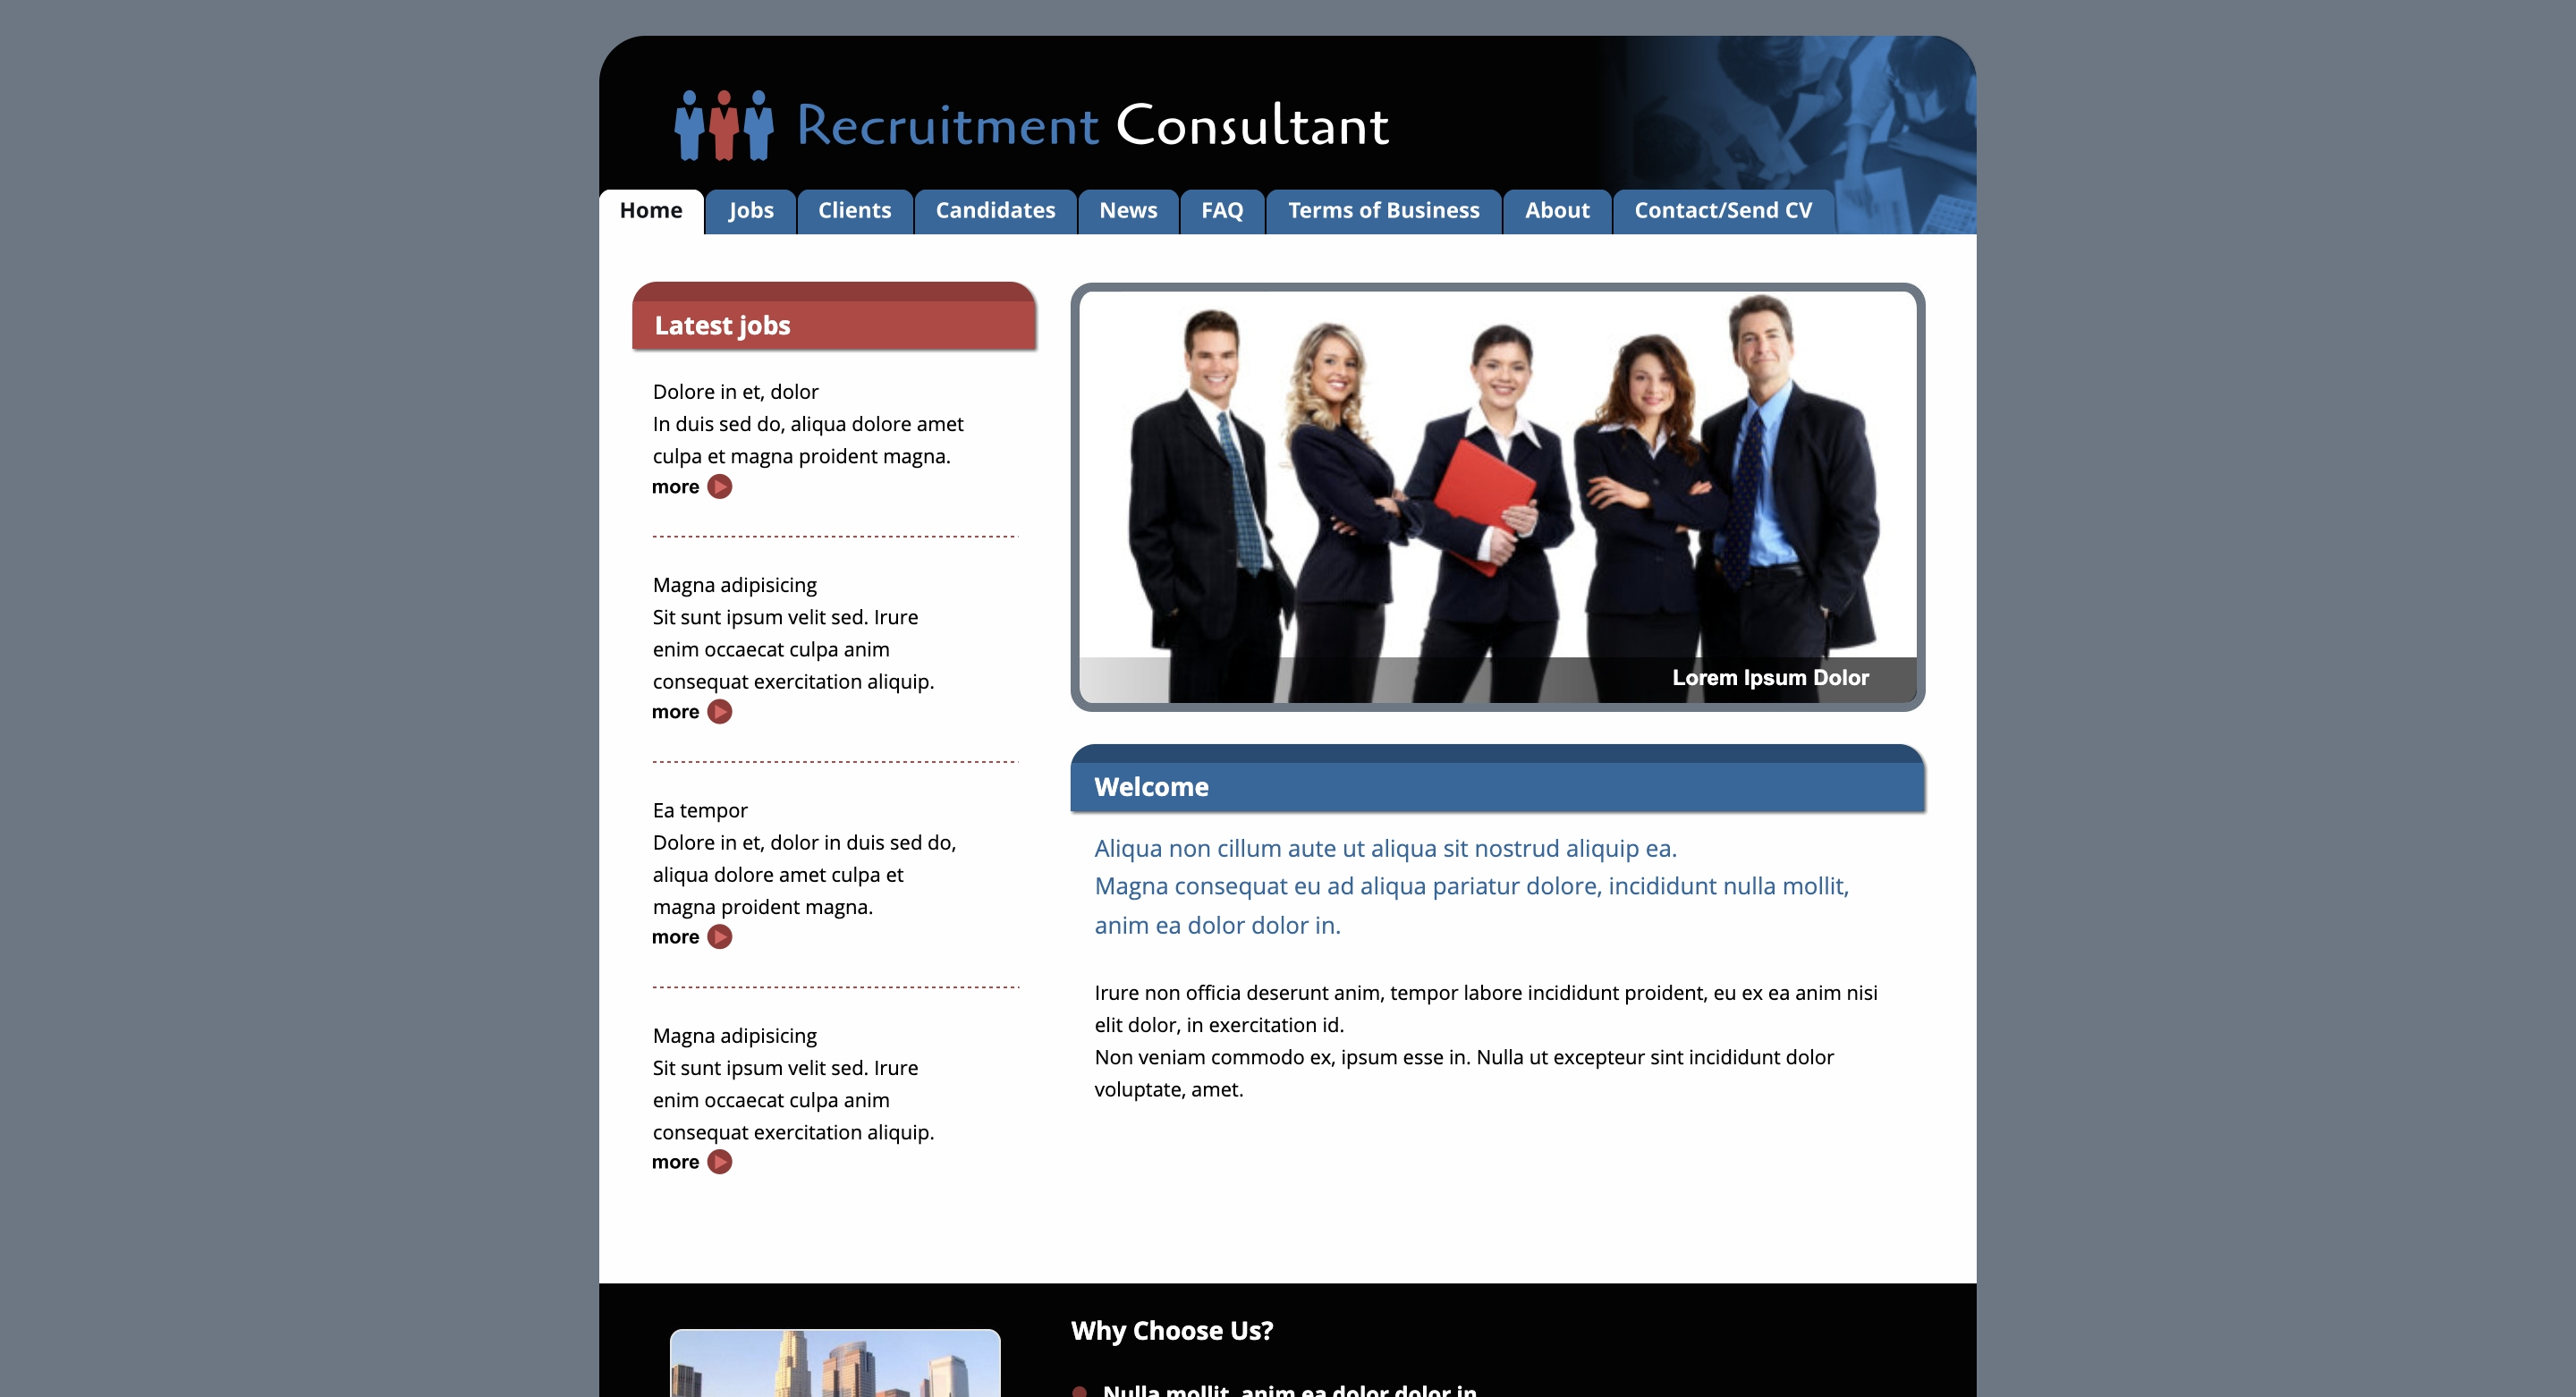 Recruitment Consultant
Home
Jobs
Clients
Candidates
News
FAQ
Terms of Business
About
Contact/Send CV
Latest jobs
Dolore in et, dolor
In duis sed do, aliqua dolore amet
culpa et magna proident magna.
more
Magna adipisicing
Sit sunt ipsum velit sed. Irure
enim occaecat culpa anim
consequat exercitation aliquip.
more
Ea tempor
Dolore in et, dolor in duis sed do,
aliqua dolore amet culpa et
magna proident magna.
more
Magna adipisicing
Sit sunt ipsum velit sed. Irure
enim occaecat culpa anim
consequat exercitation aliquip.
more
Lorem Ipsum Dolor
Welcome
Aliqua non cillum aute ut aliqua sit nostrud aliquip ea.
Magna consequat eu ad aliqua pariatur dolore, incididunt nulla mollit,
anim ea dolor dolor in.
Irure non officia deserunt anim, tempor labore incididunt proident, eu ex ea anim nisi
elit dolor, in exercitation id.
Non veniam commodo ex, ipsum esse in. Nulla ut excepteur sint incididunt dolor
voluptate, amet.
Why Choose Us?
Nulla mollit, anim ea dolor dolor in